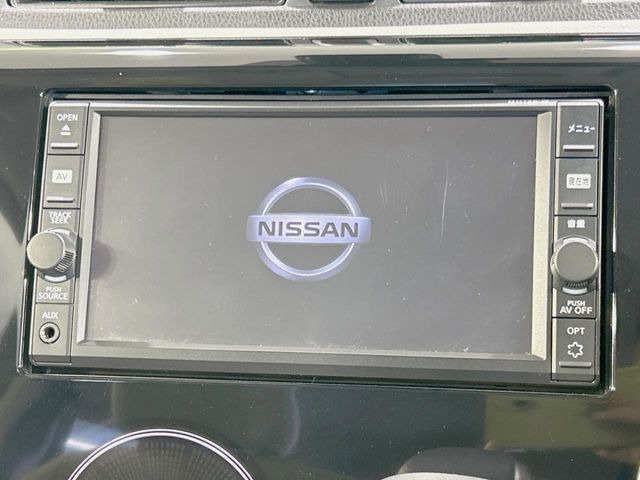 OPEN
AV
TRACK
SEEK
PUSH
SOURCE
AUX
NISSAN
メニュー
現在地
音量
PUSH
AV OFF
OPT